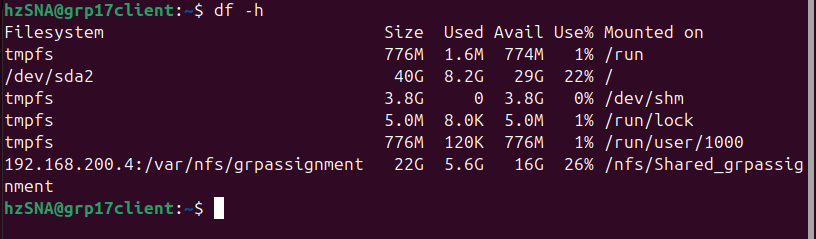 hzSNA@grp17client:~$ df -h
Filesystem                            Size  Used Avail Use% Mounted on
tmpfs                                 776M  1.6M  774M   1% /run
/dev/sda2                              40G  8.2G   29G  22% /
tmpfs                                 3.8G     0  3.8G   0% /dev/shm
tmpfs                                 5.0M  8.0K  5.0M   1% /run/lock
tmpfs                                 776M  120K  776M   1% /run/user/1000
192.168.200.4:/var/nfs/grpassignment   22G  5.6G   16G  26% /nfs/Shared_grpassig
nment
hzSNA@grp17client:~$